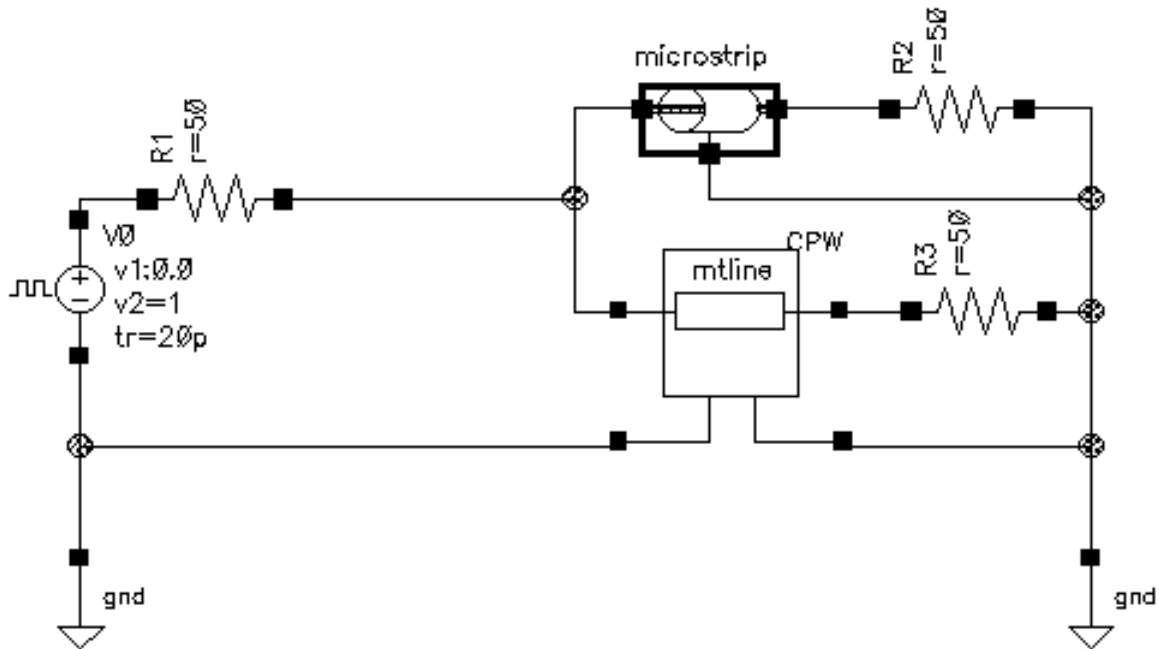 microstrip
R2
r=50
R1
r=50
V0
v1:0.0
v2=1
tr=20p
CPW
mtline
R3
r=50
gnd
gnd